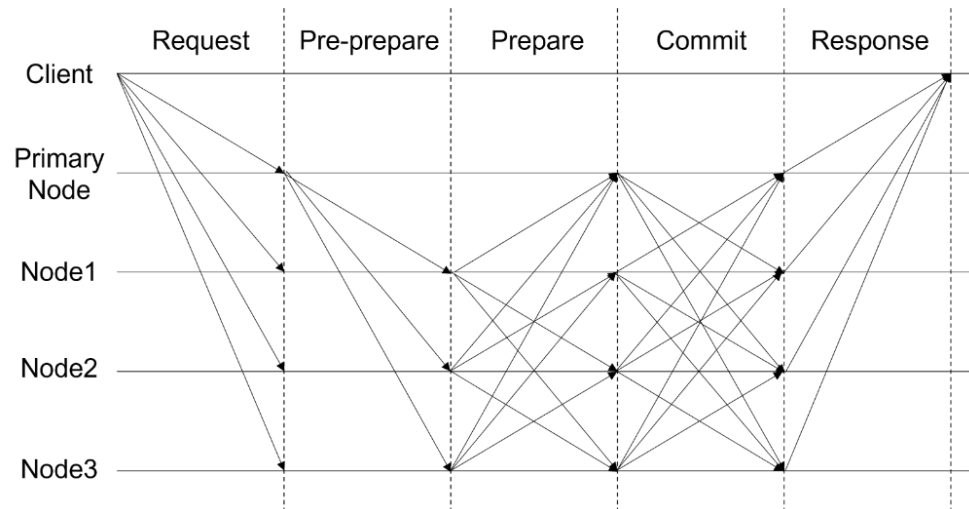 Request
Pre-prepare
Prepare
Commit
Response
Client
Primary
Node
Node1
Node2
Node3